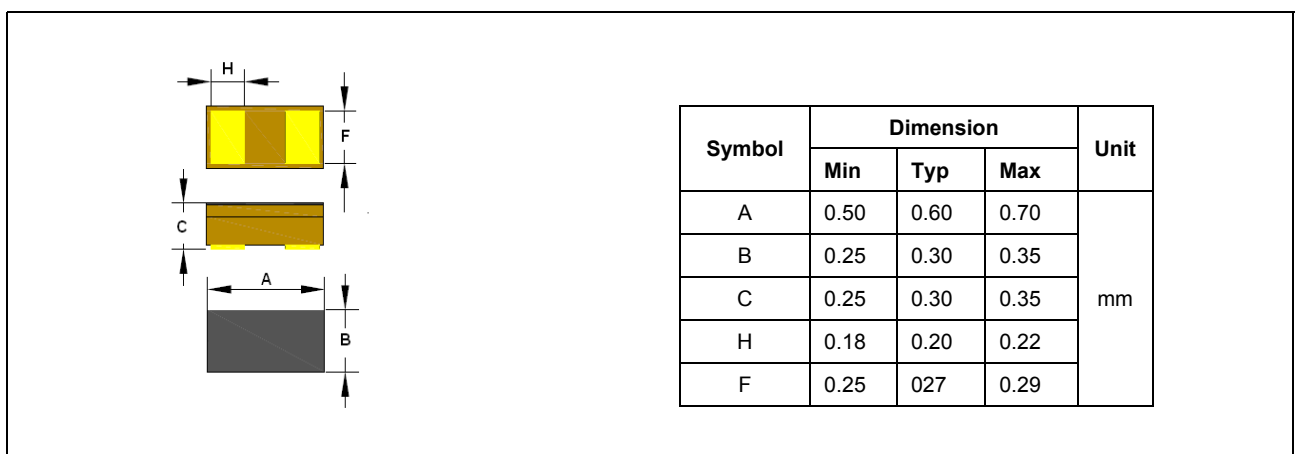 H
F
C
A
B
Symbol Dimension Unit
Min Typ Max
A 0.50 0.60 0.70
B 0.25 0.30 0.35
C 0.25 0.30 0.35 mm
H 0.18 0.20 0.22
F 0.25 027 0.29